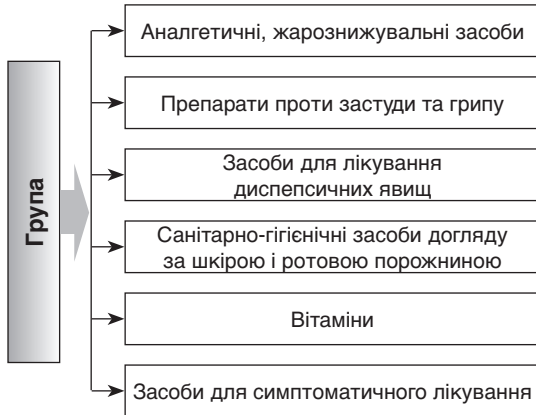 Група
Аналгетичні, жарознижувальні засоби
Препарати проти застуди та грипу
Засоби для лікування
диспепсичних явищ
Санітарно-гігієнічні засоби догляду
за шкірою і ротовою порожниною
Вітаміни
Засоби для симптоматичного лікування